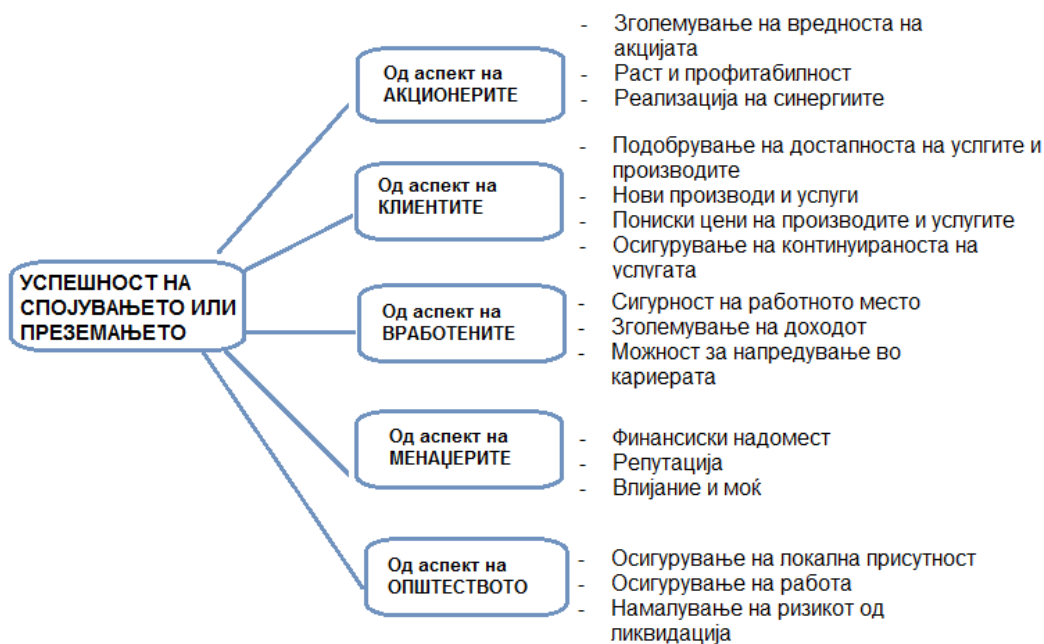 УСПЕШНОСТ НА
СПОЈУВАЊЕТО ИЛИ
ПРЕЗЕМАЊЕТО
Од аспект на
АКЦИОНЕРИТЕ
- Зголемување на вредноста на
акцијата
- Раст и профитабилност
- Реализација на синергиите
Од аспект на
КЛИЕНТИТЕ
- Подобрување на достапноста на услгите и
производите
- Нови производи и услуги
- Пониски цени на производите и услугите
- Осигурување на континуираноста на
услугата
Од аспект на
ВРАБОТЕНИТЕ
- Сигурност на работното место
- Зголемување на доходот
- Можност за напредување во
кариерата
Од аспект на
МЕНАЏЕРИТЕ
- Финансиски надомест
- Репутација
- Влијание и моќ
Од аспект на
ОПШТЕСТВОТО
- Осигурување на локална присутност
- Осигурување на работа
- Намалување на ризикот од
ликвидација